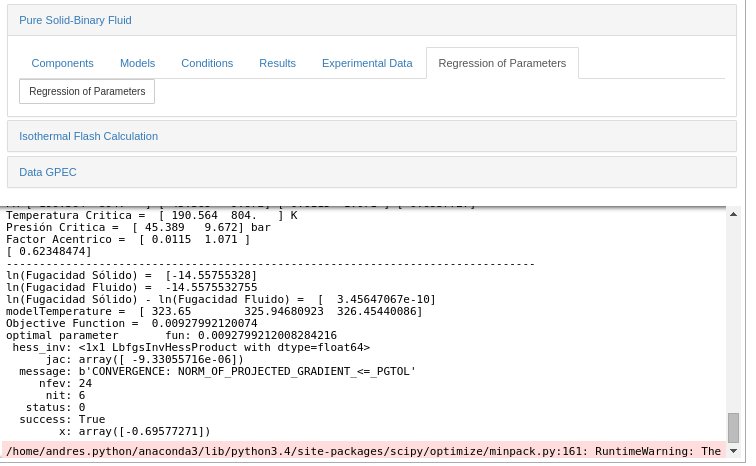 Pure Solid-Binary Fluid
Components Models Conditions Results Experimental Data Regression of Parameters
Regression of Parameters
Isothermal Flash Calculation
Data GPEC
Temperatura Critica =  [ 190.564  804.   ] K
Presión Critica =  [ 45.389   9.672] bar
Factor Acentrico =  [ 0.0115  1.071 ]
[ 0.62348474]
--------------------------------------------------------------------------------
ln(Fugacidad Sólido) =  [-14.55755328]
ln(Fugacidad Fluido) =  -14.5575532755
ln(Fugacidad Sólido) - ln(Fugacidad Fluido) =  [  3.45647067e-10]
modelTemperature =  [ 323.65        325.94680923  326.45440086]
Objective Function =  0.00927992120074
optimal parameter       fun: 0.0092799212008284216
hess_inv: <1x1 LbfgsInvHessProduct with dtype=float64>
jac: array([ -9.33055716e-06])
message: b'CONVERGENCE: NORM_OF_PROJECTED_GRADIENT_<=_PGTOL'
nfev: 24
nit: 6
status: 0
success: True
x: array([-0.69577271])
/home/andres.python/anaconda3/lib/python3.4/site-packages/scipy/optimize/minpack.py:161: RuntimeWarning: The